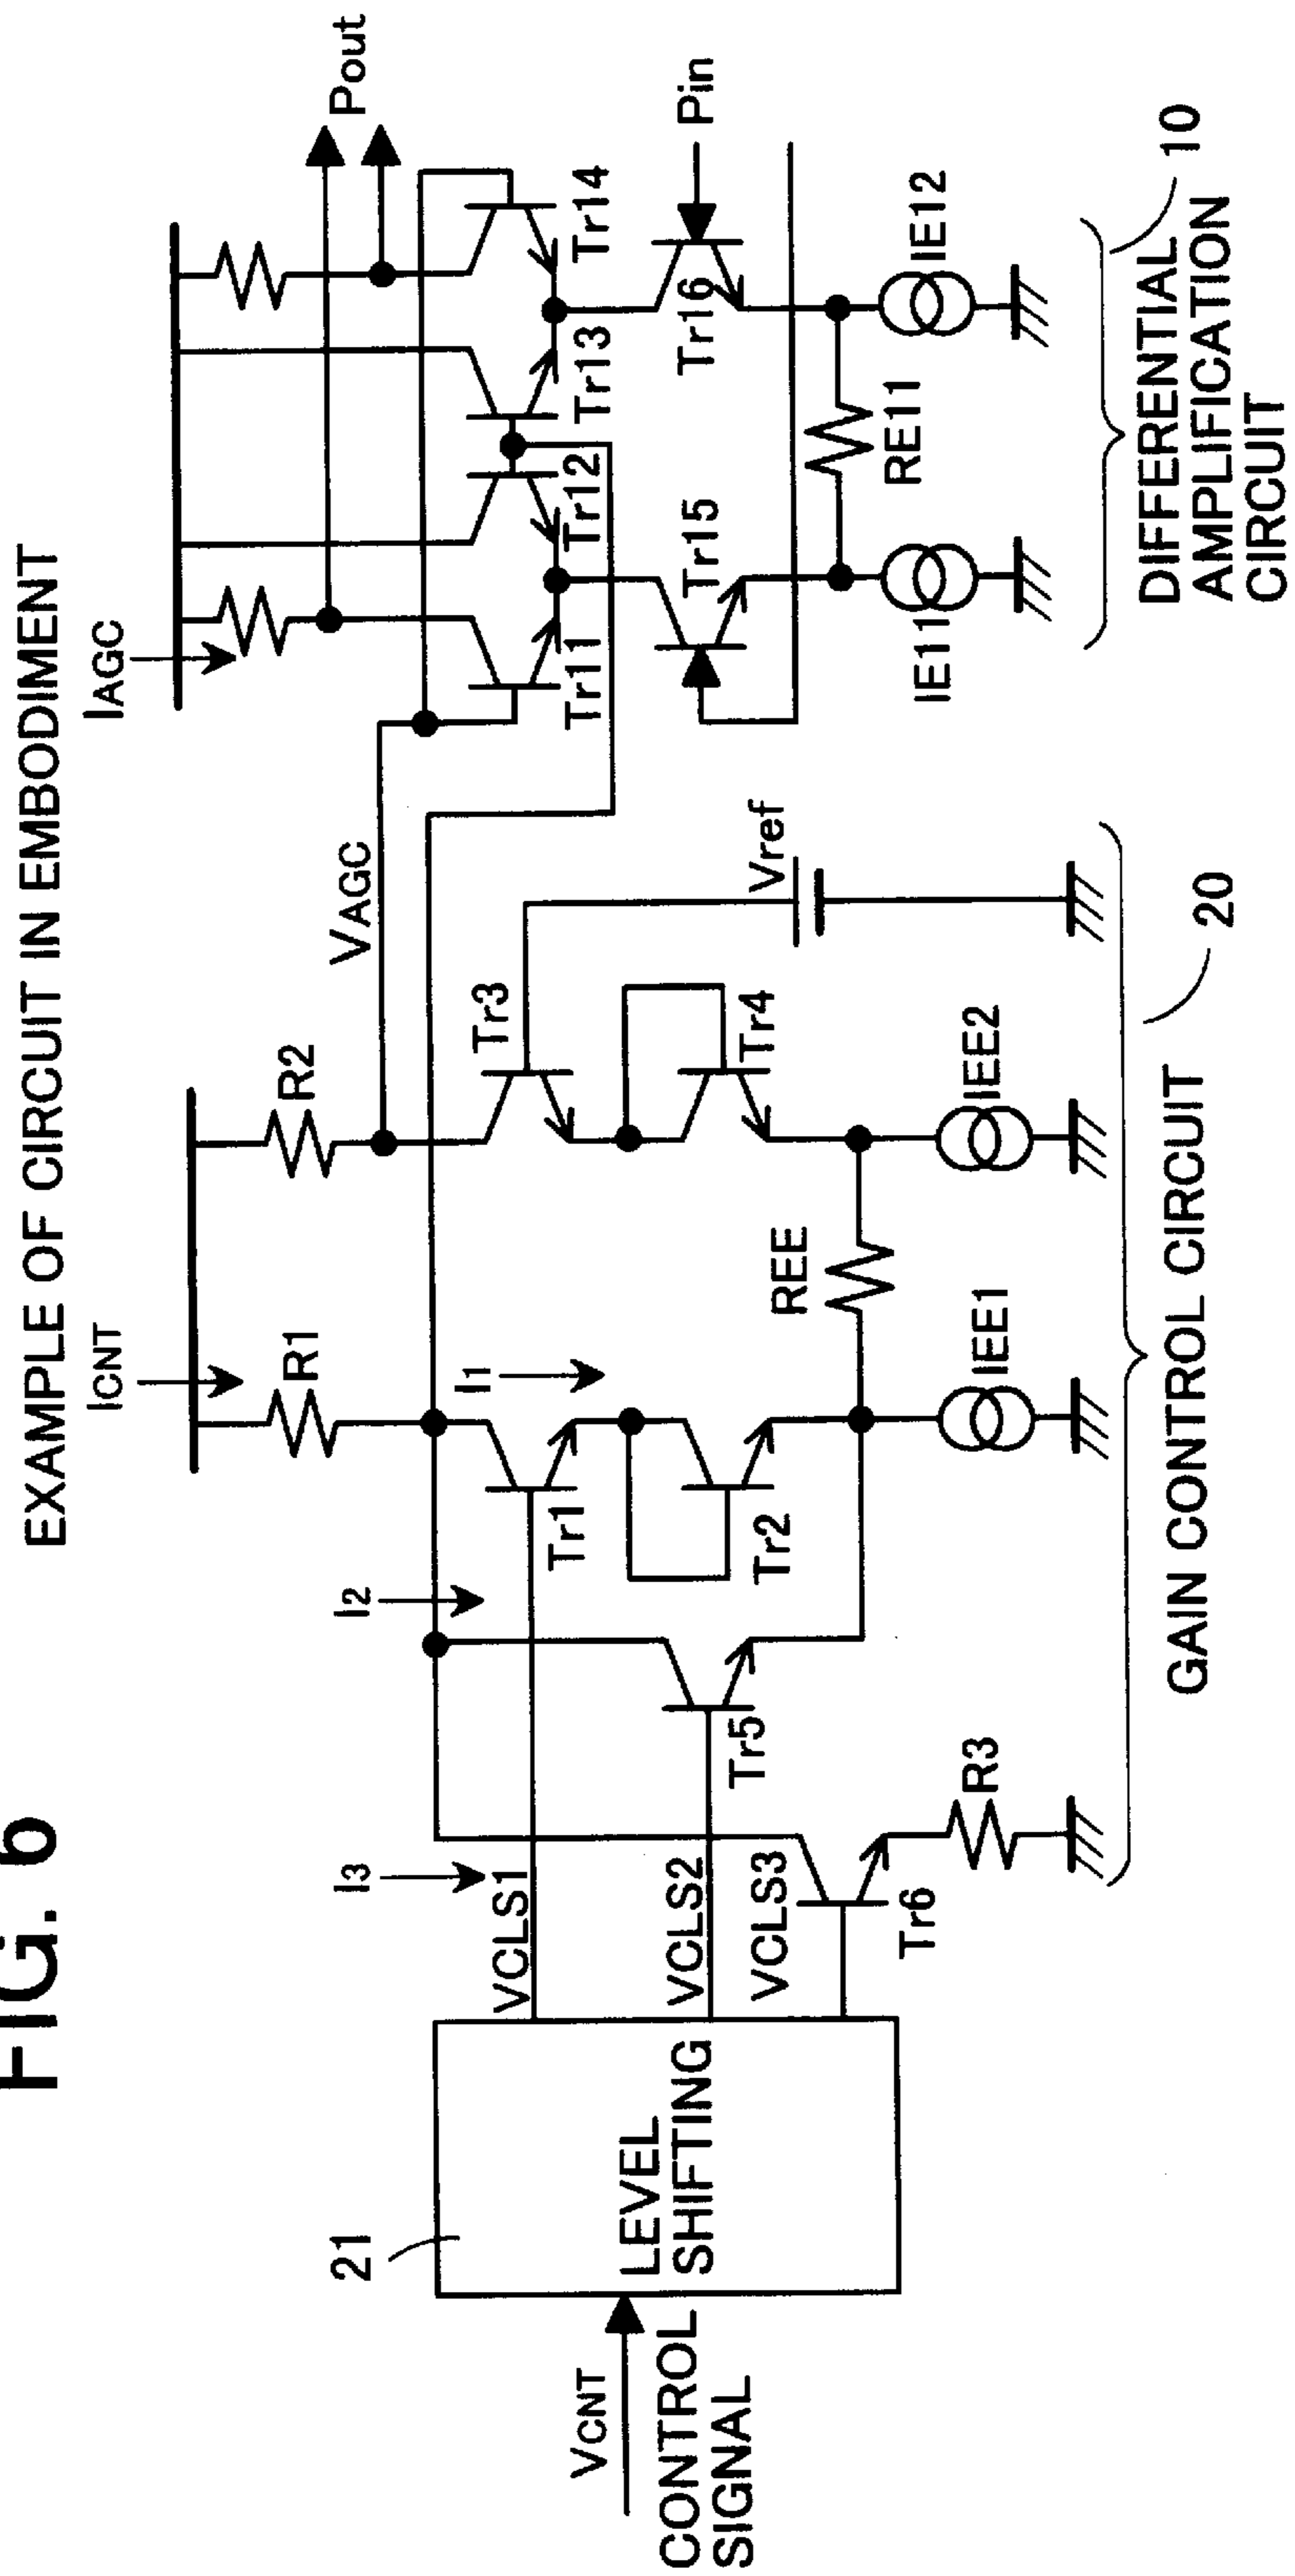 FIG. 6
EXAMPLE OF CIRCUIT IN EMBODIMENT
ICNT
IAGC
R1
R2
VAGC
Pout
I3
I2
I1
VCLS1
VCLS2
VCLS3
Tr1
Tr2
Tr3
Tr4
Tr5
Tr6
R3
REE
IEE1
IEE2
Vref
Tr11
Tr12
Tr13
Tr14
Tr15
Tr16
Pin
RE11
IE11
IE12
21
LEVEL
SHIFTING
VCNT
CONTROL
SIGNAL
GAIN CONTROL CIRCUIT
20
DIFFERENTIAL
AMPLIFICATION
CIRCUIT
10